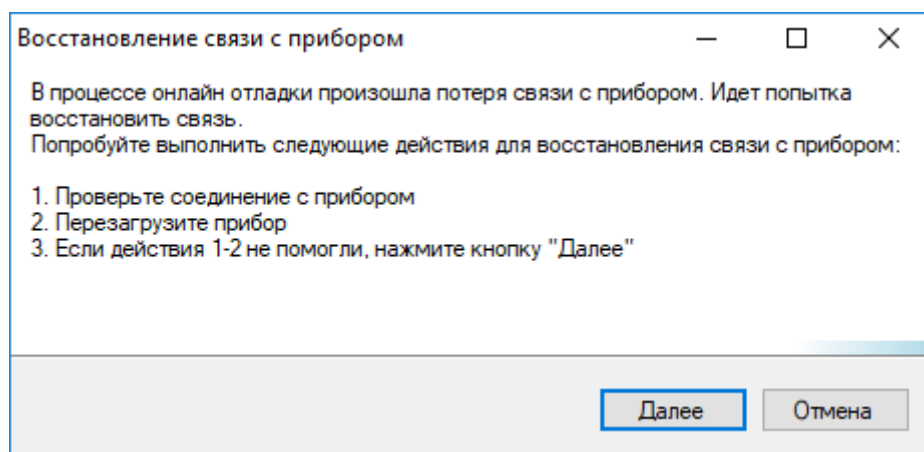 Восстановление связи с прибором
В процессе онлайн отладки произошла потеря связи с прибором. Идет попытка
восстановить связь.
Попробуйте выполнить следующие действия для восстановления связи с прибором:
1. Проверьте соединение с прибором
2. Перезагрузите прибор
3. Если действия 1-2 не помогли, нажмите кнопку "Далее"
Далее
Отмена